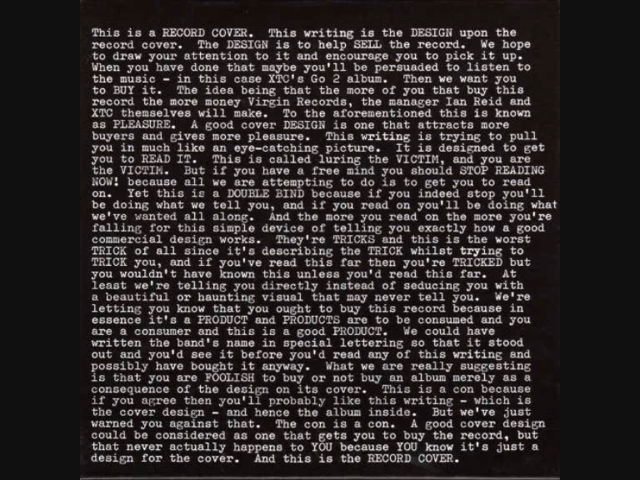 This is a RECORD COVER.  This writing is the DESIGN upon the
record cover.  The DESIGN is to help SELL the record.  We hope
to draw your attention to it and encourage you to pick it up.
When you have done that maybe you'll be persuaded to listen to
the music - in this case XTC's Go 2 album.  Then we want you
to BUY it.  The idea being that the more of you that buy this
record the more money Virgin Records, the manager Ian Reid and
XTC themselves will make.  To the aforementioned this is known
as PLEASURE.  A good cover DESIGN is one that attracts more
buyers and gives more pleasure.  This writing is trying to pull
you in much like an eye-catching picture.  It is designed to get
you to READ IT.  This is called luring the VICTIM, and you are
the VICTIM.  But if you have a free mind you should STOP READING
NOW! because all we are attempting to do is to get you to read
on.  Yet this is a DOUBLE BIND because if you indeed stop you'll
be doing what we tell you, and if you read on you'll be doing what
we've wanted all along.  And the more you read on the more you're
falling for this simple device of telling you exactly how a good
commercial design works.  They're TRICKS and this is the worst
TRICK of all since it's describing the TRICK whilst trying to
TRICK you, and if you've read this far then you're TRICKED but
you wouldn't have known this unless you'd read this far.  At
least we're telling you directly instead of seducing you with
a beautiful or haunting visual that may never tell you.  We're
letting you know that you ought to buy this record because in
essence it's a PRODUCT and PRODUCTS are to be consumed and you
are a consumer and this is a good PRODUCT.  We could have
written the band's name in special lettering so that it stood
out and you'd see it before you'd read any of this writing and
possibly have bought it anyway.  What we are really suggesting
is that you are FOOLISH to buy or not buy an album merely as a
consequence of the design on its cover.  This is a con because
if you agree then you'll probably like this writing - which is
the cover design - and hence the album inside.  But we've just
warned you against that.  The con is a con.  A good cover design
could be considered as one that gets you to buy the record, but
that never actually happens to YOU because YOU know it's just a
design for the cover.  And this is the RECORD COVER.